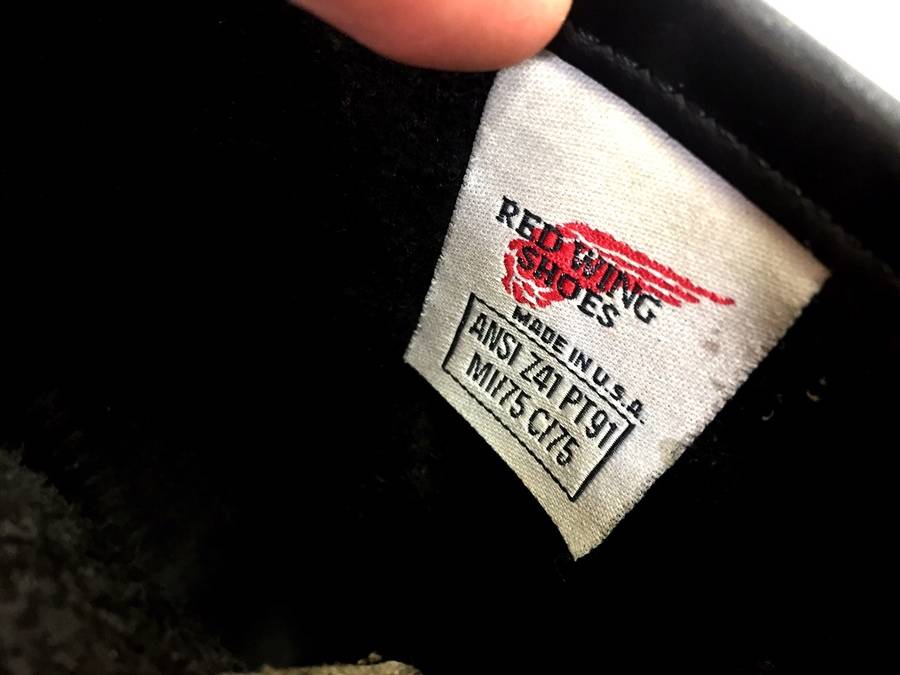 RED WING
SHOES
MADE IN U.S.A.
ANSI Z41 PT91
MI/75 C/75